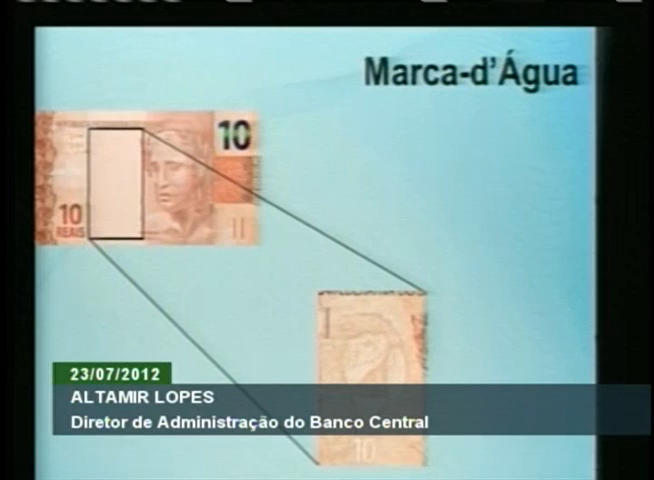 Marca-d'Água
10
10
REAIS
10
23/07/2012
ALTAMIR LOPES
Diretor de Administração do Banco Central